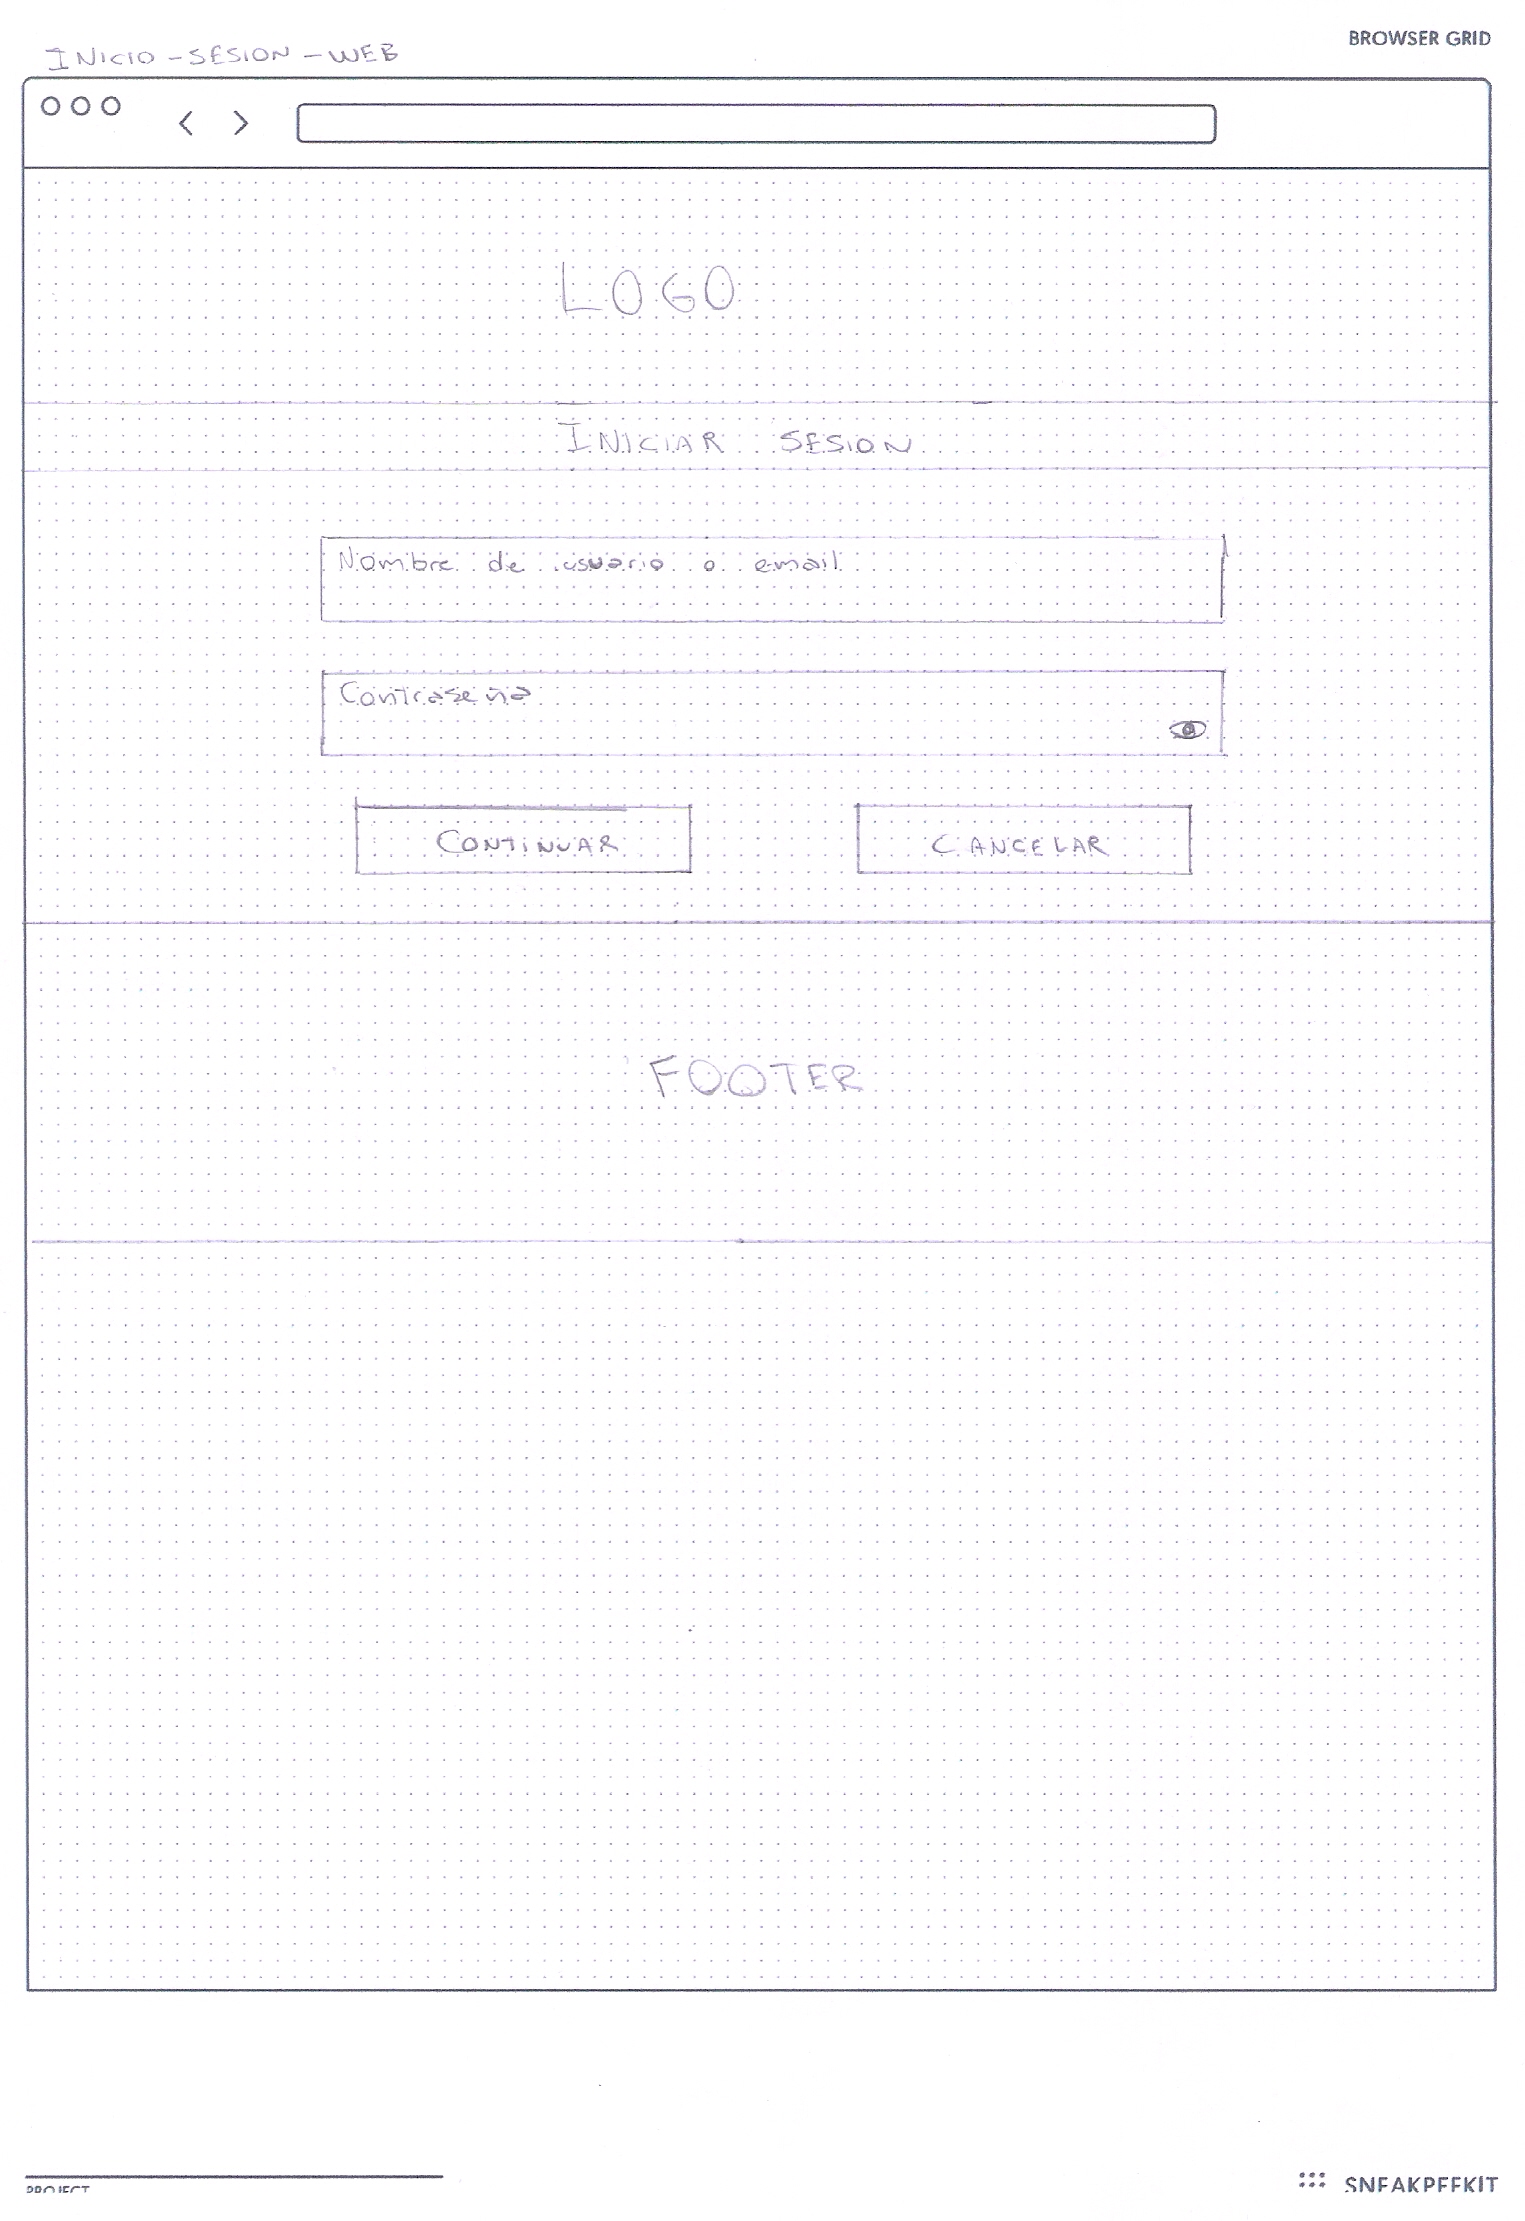 INICIO-SESION-WEB
BROWSER GRID
LOGO
INICIAR SESION
Nombre de usuario o email
Contraseña
CONTINUAR CANCELAR
FOOTER
PROJECT
SNEAKPEEKIT